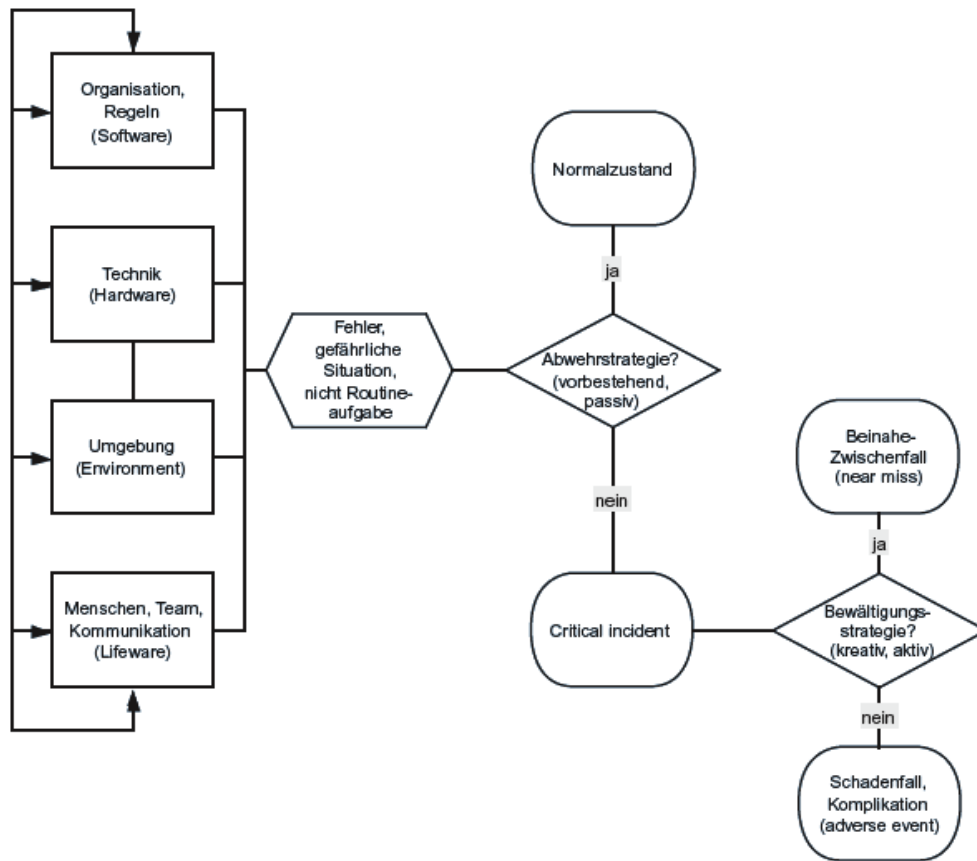 Organisation,
Regeln
(Software)
Technik
(Hardware)
Umgebung
(Environment)
Menschen, Team,
Kommunikation
(Lifeware)
Fehler,
gefährliche
Situation,
nicht Routine-
aufgabe
Normalzustand
ja
Abwehrstrategie?
(vorbestehend,
passiv)
nein
Critical incident
Beinahe-
Zwischenfall
(near miss)
ja
Bewältigungs-
strategie?
(kreativ, aktiv)
nein
Schadenfall,
Komplikation
(adverse event)